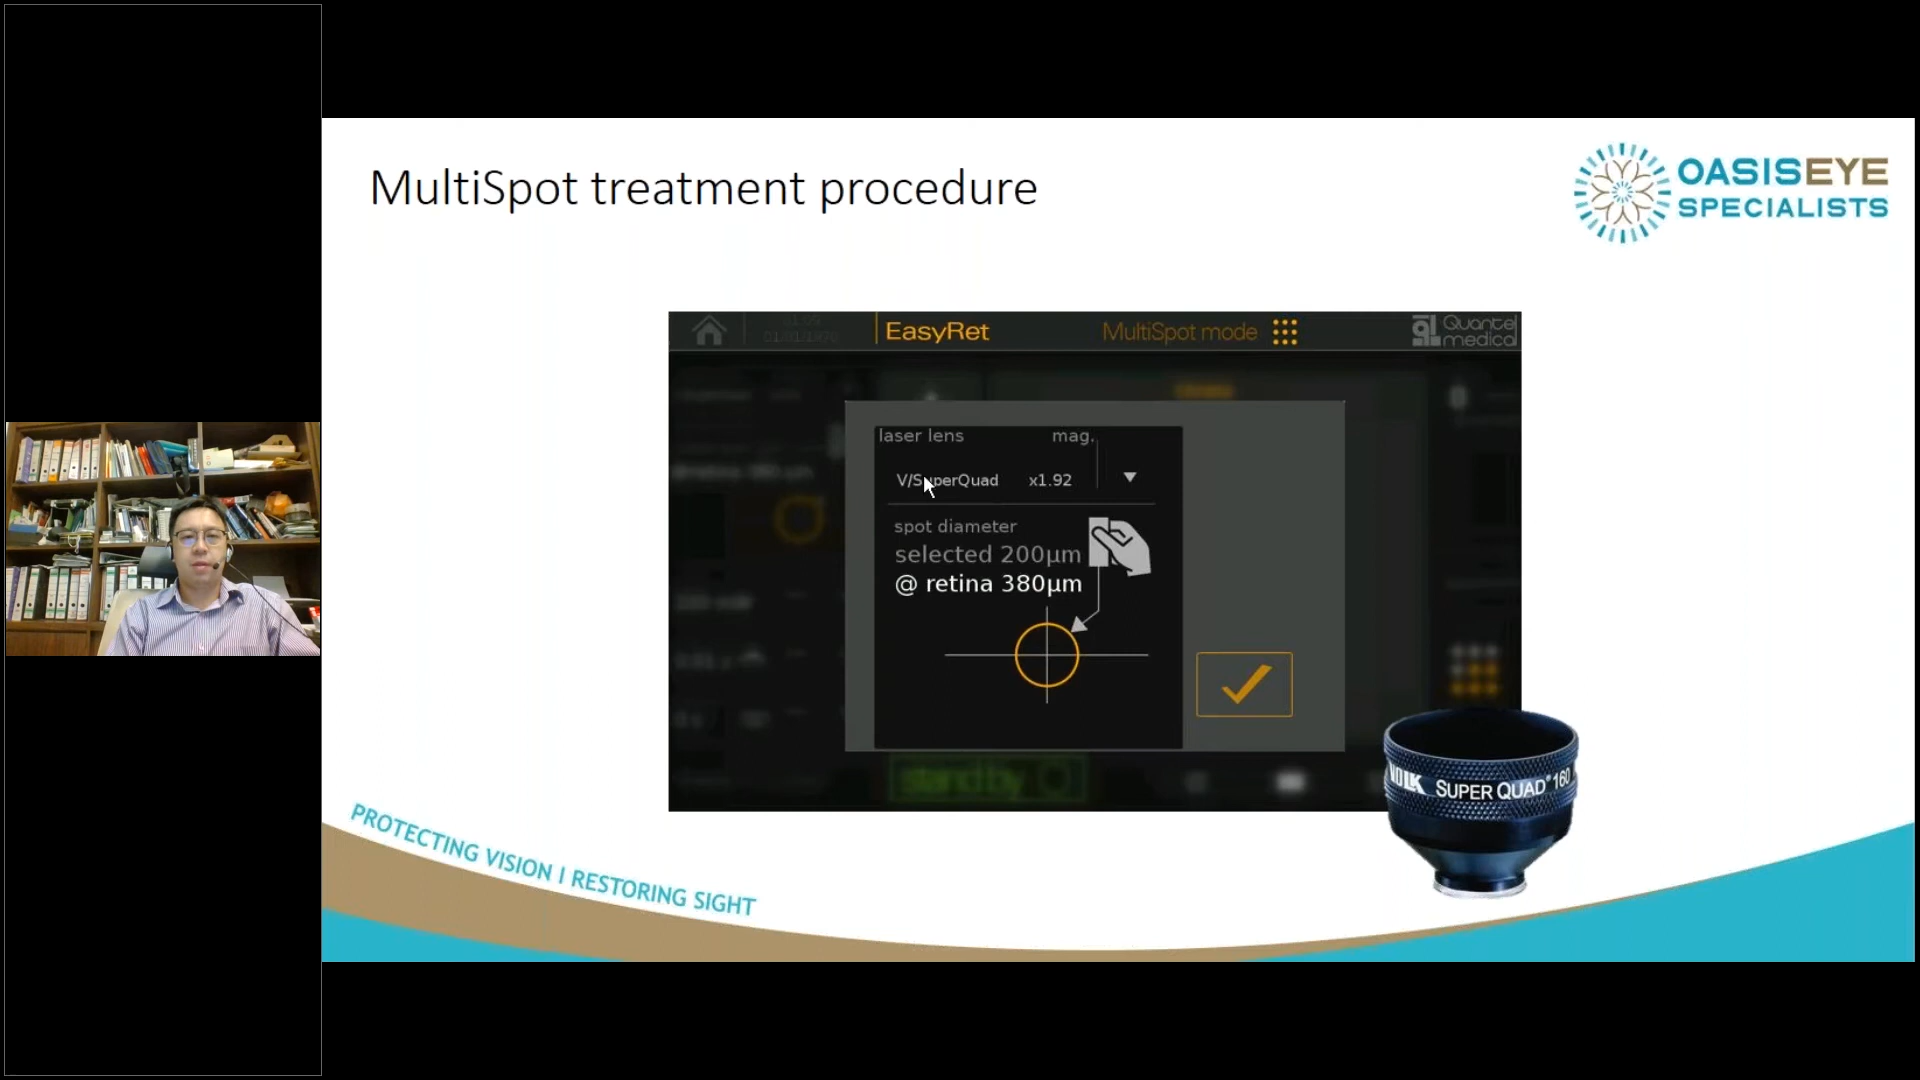 MultiSpot treatment procedure
OASISEYE
SPECIALISTS
EasyRet
MultiSpot mode
Quantel
medical
laser lens mag.
V/SuperQuad x1.92
spot diameter
selected 200µm
@ retina 380µm
standby
VOLK SUPER QUAD® 160
PROTECTING VISION I RESTORING SIGHT